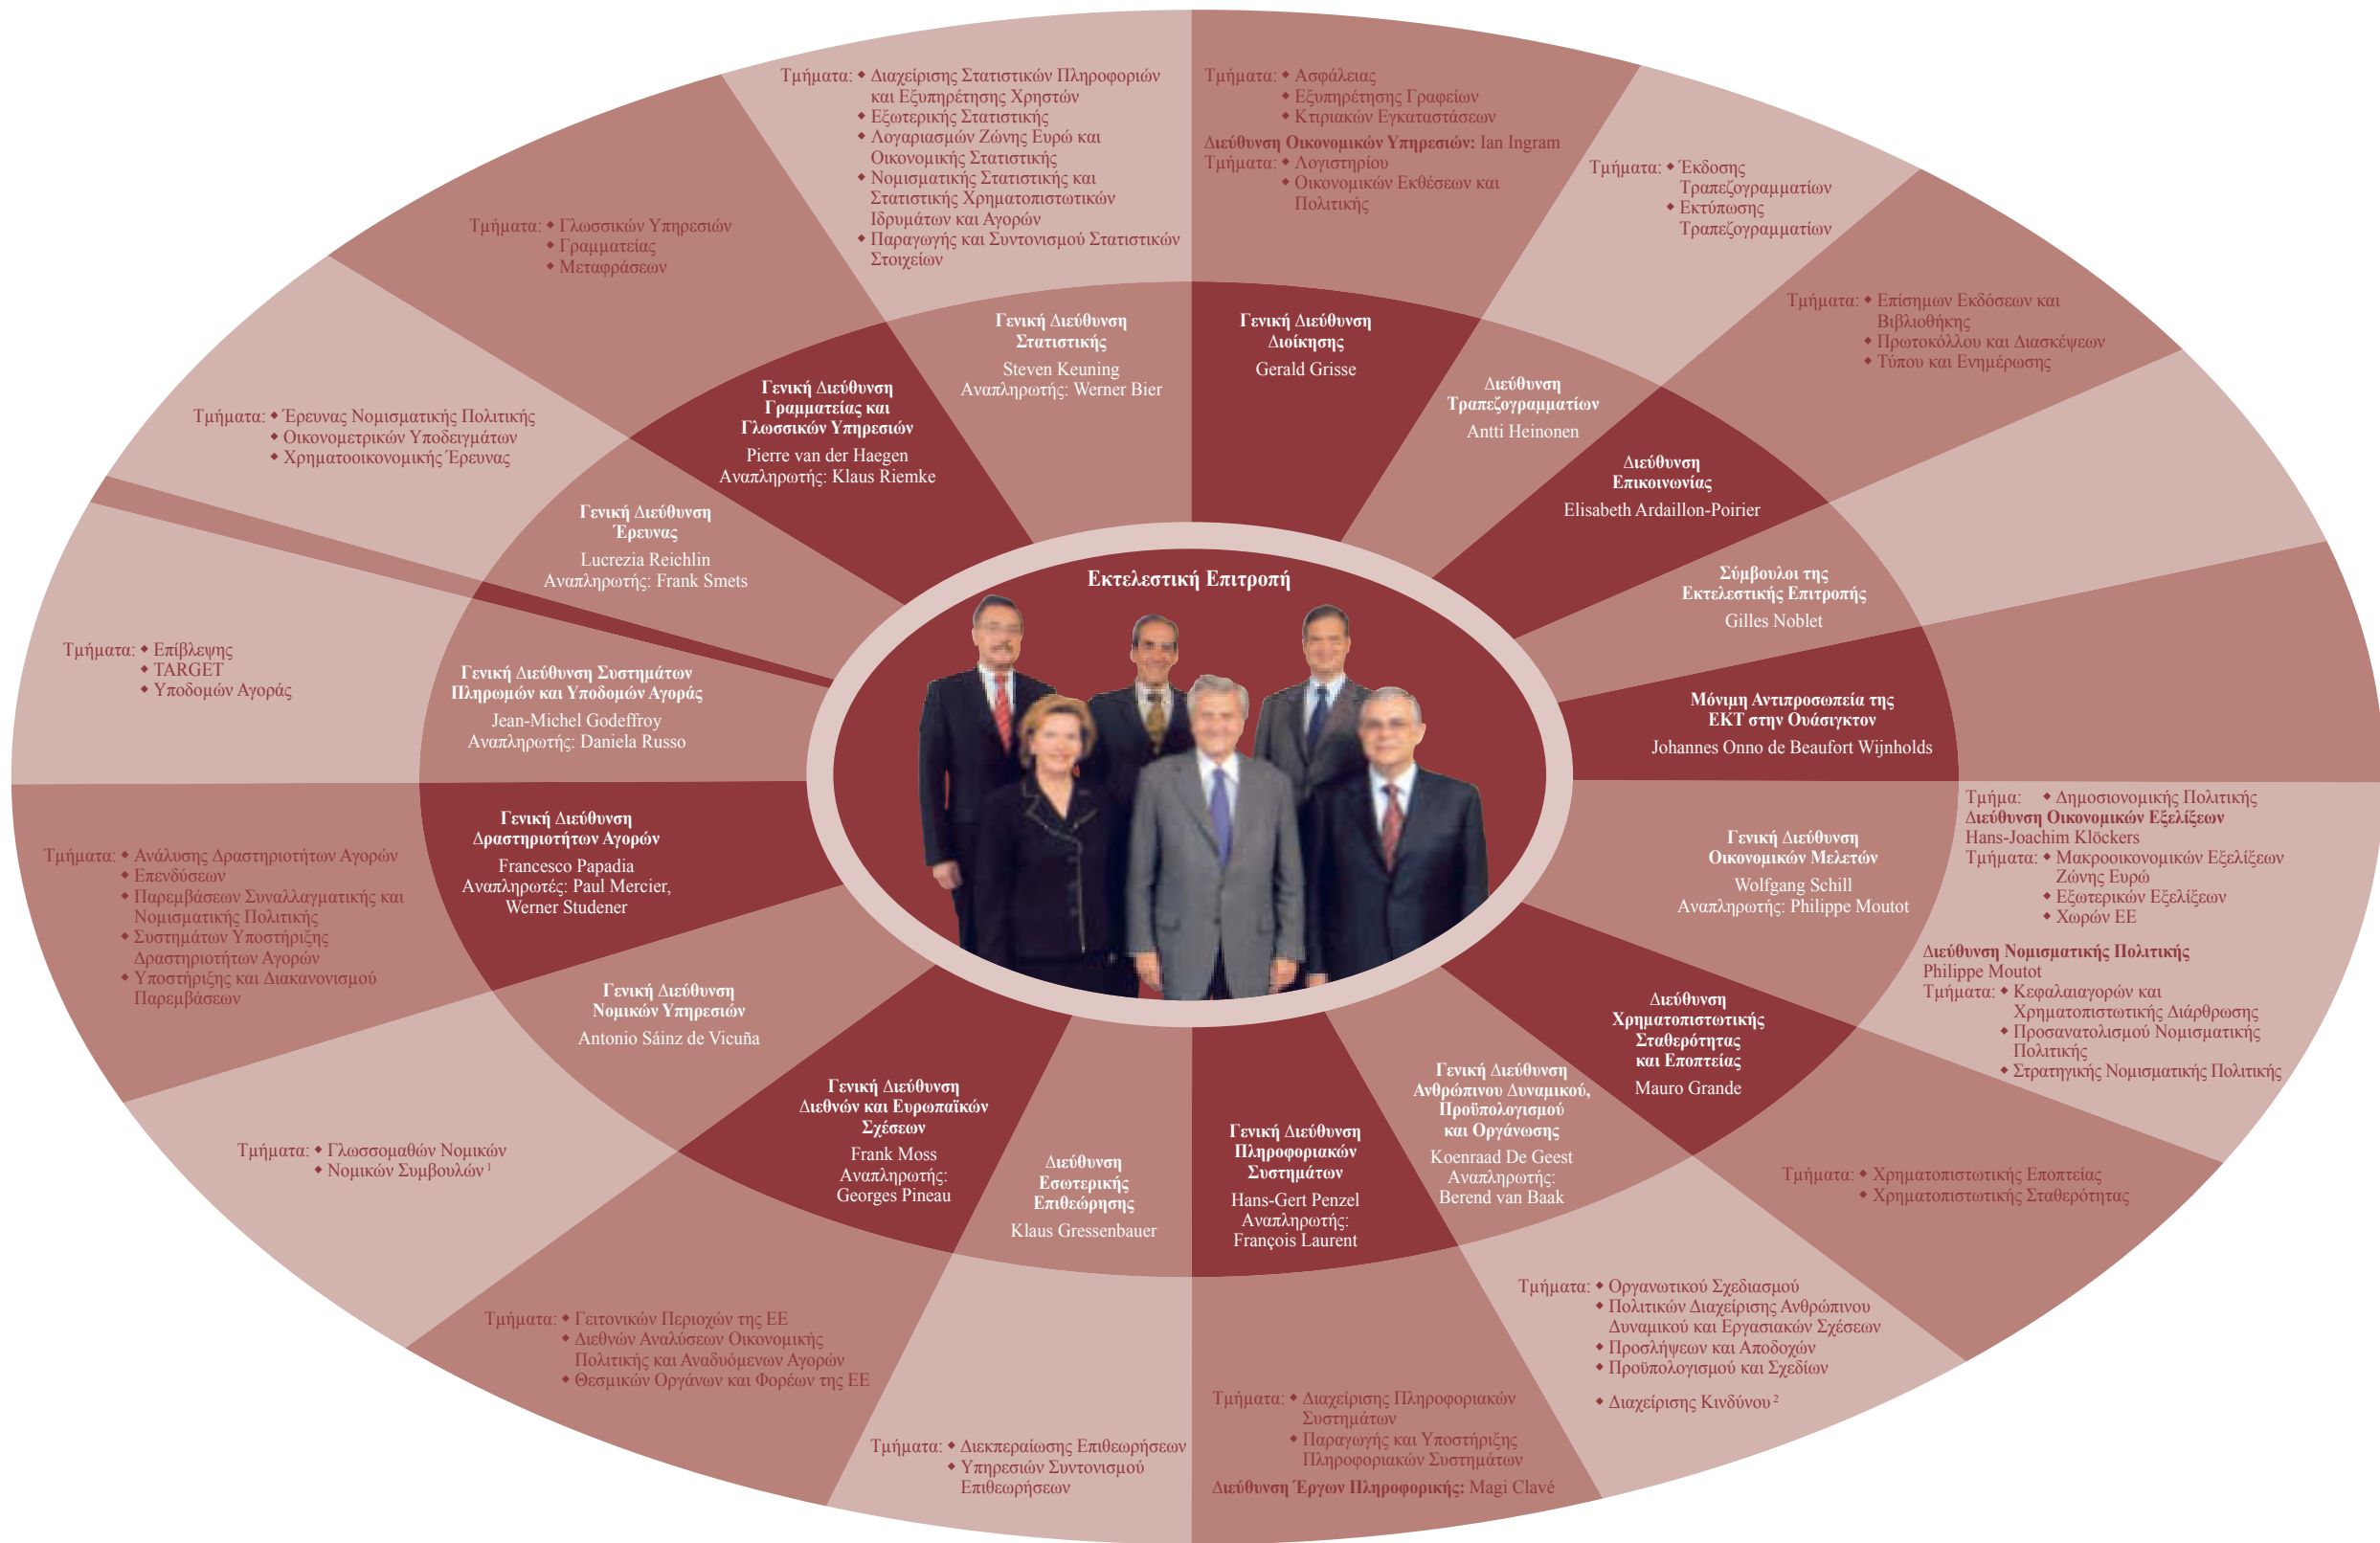 Τμήματα: ◆ Διαχείρισης Στατιστικών Πληροφοριών
και Εξυπηρέτησης Χρηστών
◆ Εξωτερικής Στατιστικής
◆ Λογαριασμών Ζώνης Ευρώ και
Οικονομικής Στατιστικής
◆ Νομισματικής Στατιστικής και
Στατιστικής Χρηματοπιστωτικών
Ιδρυμάτων και Αγορών
◆ Παραγωγής και Συντονισμού Στατιστικών
Στοιχείων
Γενική Διεύθυνση
Στατιστικής
Steven Keuning
Αναπληρωτής: Werner Bier
Τμήματα: ◆ Ασφάλειας
◆ Εξυπηρέτησης Γραφείων
◆ Κτιριακών Εγκαταστάσεων
Διεύθυνση Οικονομικών Υπηρεσιών: Ian Ingram
Τμήματα: ◆ Λογιστηρίου
◆ Οικονομικών Εκθέσεων και
Πολιτικής
Γενική Διεύθυνση
Διοίκησης
Gerald Grisse
Τμήματα: ◆ Έκδοσης
Τραπεζογραμματίων
◆ Εκτύπωσης
Τραπεζογραμματίων
Διεύθυνση
Τραπεζογραμματίων
Antti Heinonen
Τμήματα: ◆ Επίσημων Εκδόσεων και
Βιβλιοθήκης
◆ Πρωτοκόλλου και Διασκέψεων
◆ Τύπου και Ενημέρωσης
Διεύθυνση
Επικοινωνίας
Elisabeth Ardaillon-Poirier
Σύμβουλοι της
Εκτελεστικής Επιτροπής
Gilles Noblet
Μόνιμη Αντιπροσωπεία της
ΕΚΤ στην Ουάσιγκτον
Johannes Onno de Beaufort Wijnholds
Γενική Διεύθυνση
Οικονομικών Μελετών
Wolfgang Schill
Αναπληρωτής: Philippe Moutot
Τμήμα: ◆ Δημοσιονομικής Πολιτικής
Διεύθυνση Οικονομικών Εξελίξεων
Hans-Joachim Klöckers
Τμήματα: ◆ Μακροοικονομικών Εξελίξεων
Ζώνης Ευρώ
◆ Εξωτερικών Εξελίξεων
◆ Χωρών ΕΕ
Διεύθυνση Νομισματικής Πολιτικής
Philippe Moutot
Τμήματα: ◆ Κεφαλαιαγορών και
Χρηματοπιστωτικής Διάρθρωσης
◆ Προσανατολισμού Νομισματικής
Πολιτικής
◆ Στρατηγικής Νομισματικής Πολιτικής
Διεύθυνση
Χρηματοπιστωτικής
Σταθερότητας
και Εποπτείας
Mauro Grande
Τμήματα: ◆ Χρηματοπιστωτικής Εποπτείας
◆ Χρηματοπιστωτικής Σταθερότητας
Γενική Διεύθυνση
Ανθρώπινου Δυναμικού,
Προϋπολογισμού
και Οργάνωσης
Koenraad De Geest
Αναπληρωτής:
Berend van Baak
Τμήματα: ◆ Οργανωτικού Σχεδιασμού
◆ Πολιτικών Διαχείρισης Ανθρώπινου
Δυναμικού και Εργασιακών Σχέσεων
◆ Προσλήψεων και Αποδοχών
◆ Προϋπολογισμού και Σχεδίων
◆ Διαχείρισης Κινδύνου ²
Γενική Διεύθυνση
Πληροφοριακών
Συστημάτων
Hans-Gert Penzel
Αναπληρωτής:
François Laurent
Τμήματα: ◆ Διαχείρισης Πληροφοριακών
Συστημάτων
◆ Παραγωγής και Υποστήριξης
Πληροφοριακών Συστημάτων
Διεύθυνση Έργων Πληροφορικής: Magi Clavé
Διεύθυνση
Εσωτερικής
Επιθεώρησης
Klaus Gressenbauer
Τμήματα: ◆ Διεκπεραίωσης Επιθεωρήσεων
◆ Υπηρεσιών Συντονισμού
Επιθεωρήσεων
Γενική Διεύθυνση
Διεθνών και Ευρωπαϊκών
Σχέσεων
Frank Moss
Αναπληρωτής:
Georges Pineau
Τμήματα: ◆ Γειτονικών Περιοχών της ΕΕ
◆ Διεθνών Αναλύσεων Οικονομικής
Πολιτικής και Αναδυόμενων Αγορών
◆ Θεσμικών Οργάνων και Φορέων της ΕΕ
Γενική Διεύθυνση
Νομικών Υπηρεσιών
Antonio Sáinz de Vicuña
Τμήματα: ◆ Γλωσσομαθών Νομικών
◆ Νομικών Συμβουλών ¹
Γενική Διεύθυνση
Δραστηριοτήτων Αγορών
Francesco Papadia
Αναπληρωτές: Paul Mercier,
Werner Studener
Τμήματα: ◆ Ανάλυσης Δραστηριοτήτων Αγορών
◆ Επενδύσεων
◆ Παρεμβάσεων Συναλλαγματικής και
Νομισματικής Πολιτικής
◆ Συστημάτων Υποστήριξης
Δραστηριοτήτων Αγορών
◆ Υποστήριξης και Διακανονισμού
Παρεμβάσεων
Γενική Διεύθυνση Συστημάτων
Πληρωμών και Υποδομών Αγοράς
Jean-Michel Godeffroy
Αναπληρωτής: Daniela Russo
Τμήματα: ◆ Επίβλεψης
◆ TARGET
◆ Υποδομών Αγοράς
Γενική Διεύθυνση
Έρευνας
Lucrezia Reichlin
Αναπληρωτής: Frank Smets
Τμήματα: ◆ Έρευνας Νομισματικής Πολιτικής
◆ Οικονομετρικών Υποδειγμάτων
◆ Χρηματοοικονομικής Έρευνας
Γενική Διεύθυνση
Γραμματείας και
Γλωσσικών Υπηρεσιών
Pierre van der Haegen
Αναπληρωτής: Klaus Riemke
Τμήματα: ◆ Γλωσσικών Υπηρεσιών
◆ Γραμματείας
◆ Μεταφράσεων
Εκτελεστική Επιτροπή